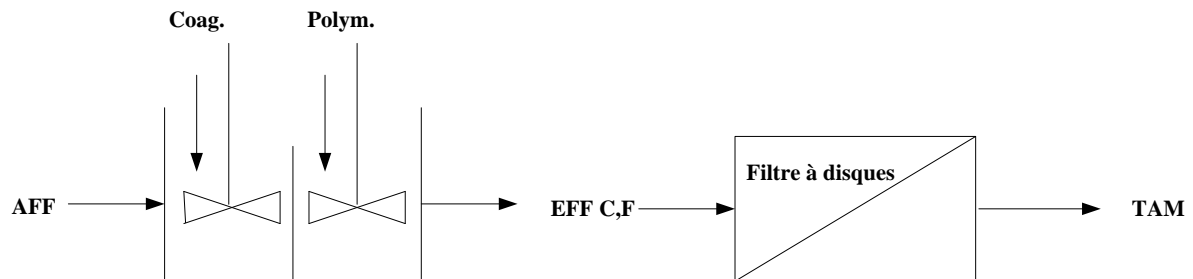 Coag.
Polym.
AFF
EFF C,F
Filtre à disques
TAM